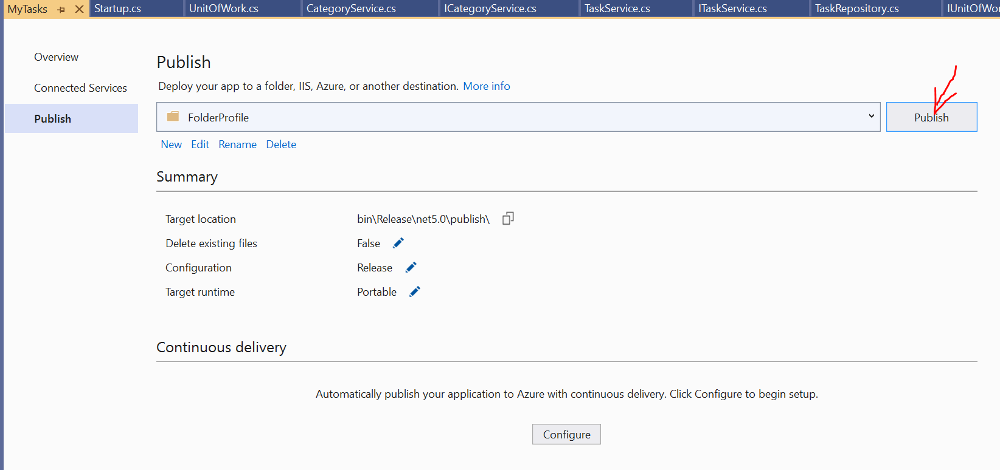 MyTasks Startup.cs UnitOfWork.cs CategoryService.cs ICategoryService.cs TaskService.cs ITaskService.cs TaskRepository.cs IUnitOfWor
Overview
Connected Services
Publish
Publish
Deploy your app to a folder, IIS, Azure, or another destination. More info
FolderProfile
Publish
New Edit Rename Delete
Summary
Target location bin\Release\net5.0\publish\
Delete existing files False
Configuration Release
Target runtime Portable
Continuous delivery
Automatically publish your application to Azure with continuous delivery. Click Configure to begin setup.
Configure